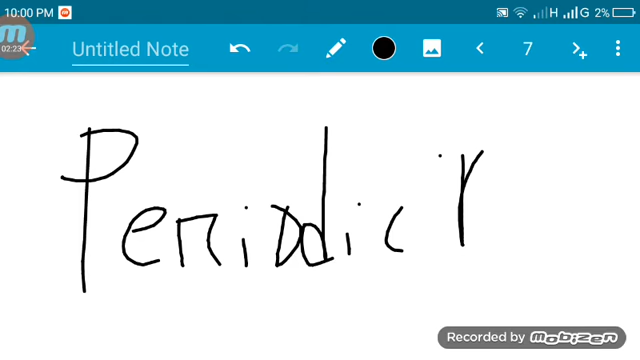 10:00 PM H G 2%
02:23 Untitled Note 7
Periodic r
Recorded by mobizen